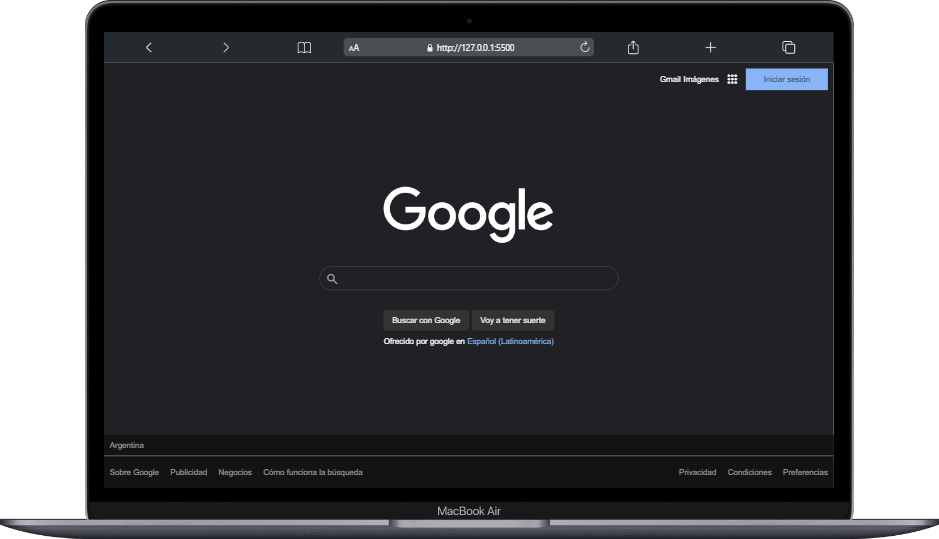 AA http://127.0.0.1:5500
Gmail Imágenes Iniciar sesión
Google
Buscar con Google Voy a tener suerte
Ofrecido por google en Español (Latinoamérica)
Argentina
Sobre Google Publicidad Negocios Cómo funciona la búsqueda Privacidad Condiciones Preferencias
MacBook Air